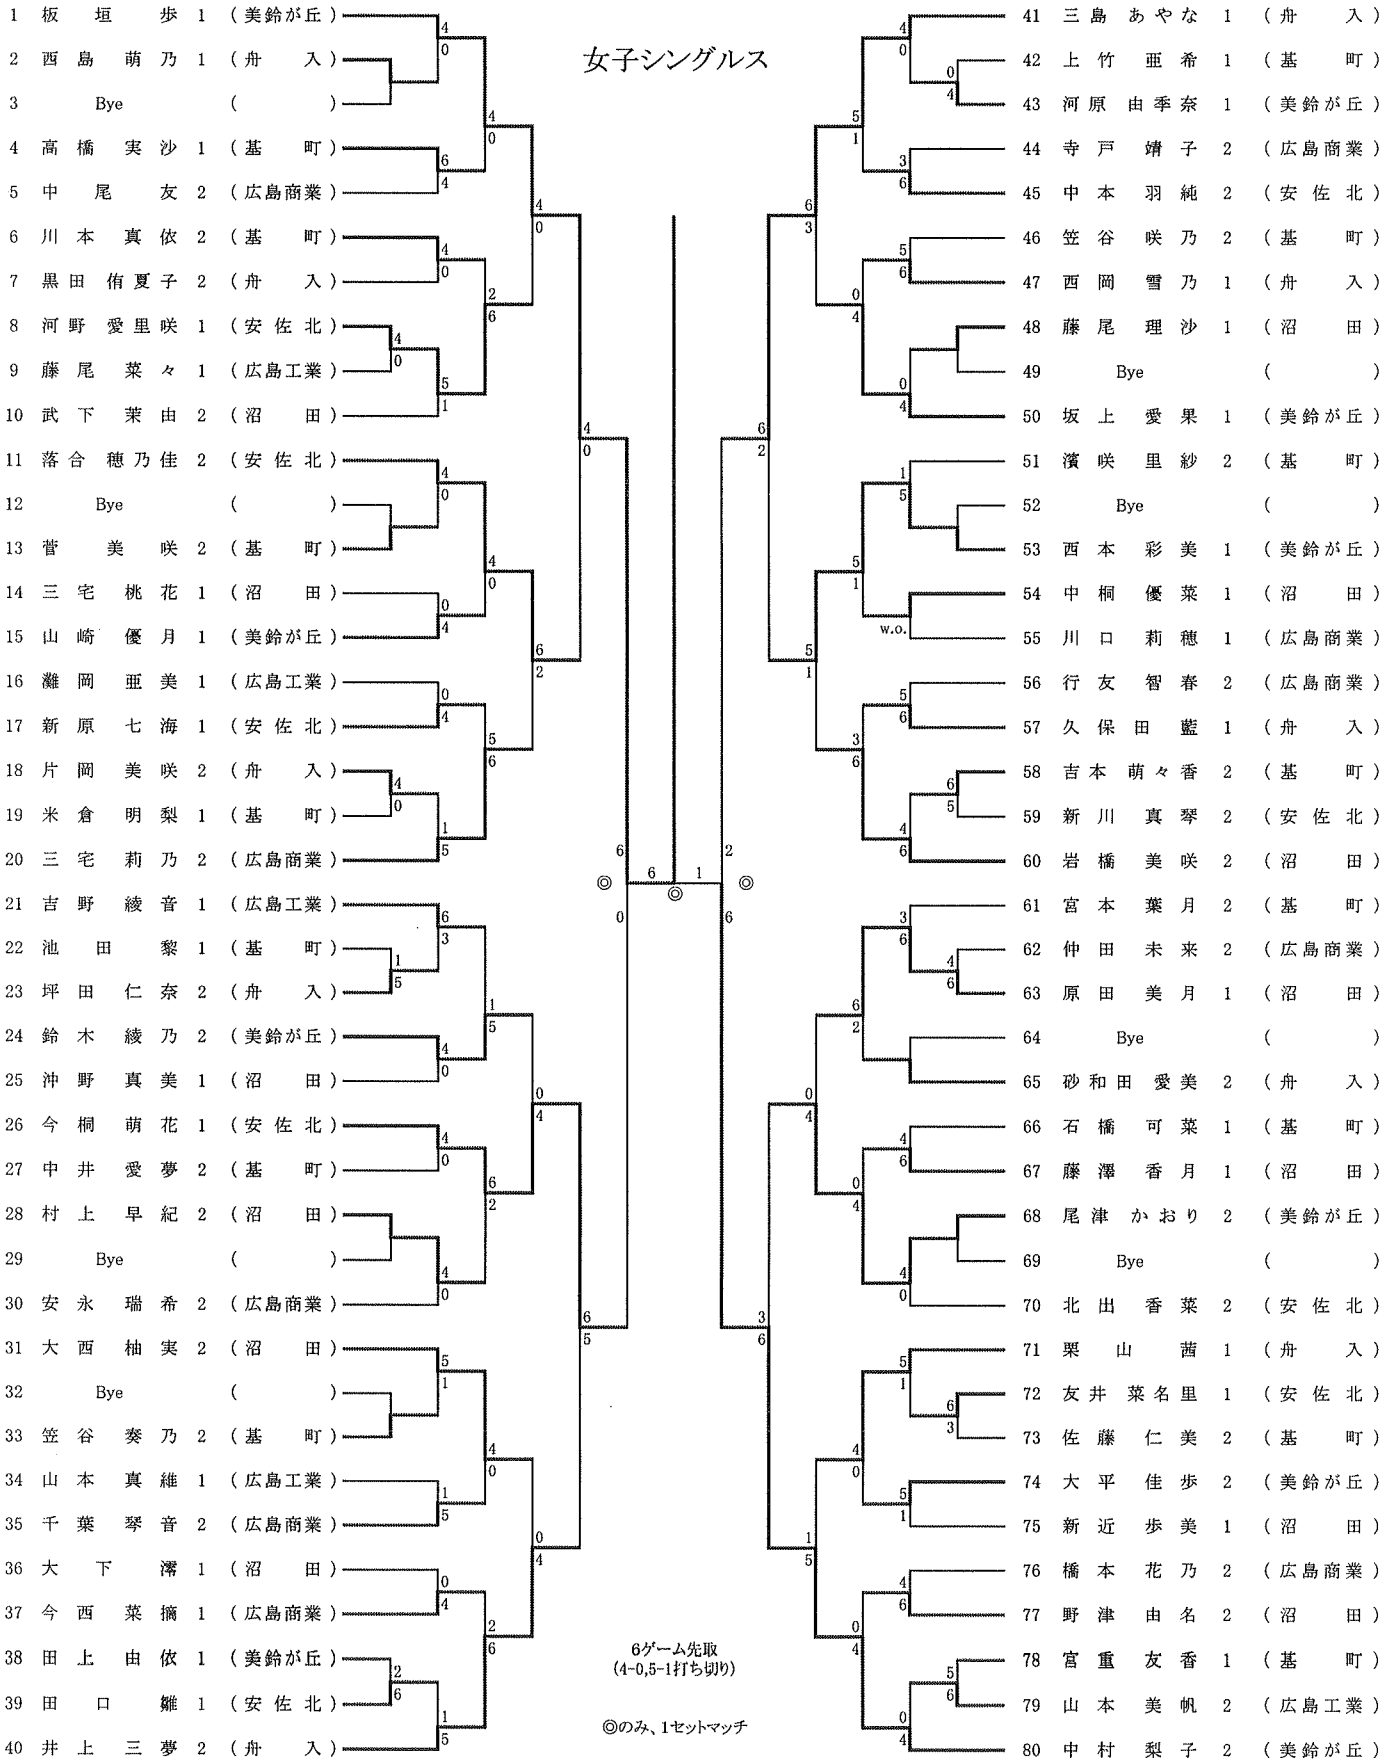 女子シングルス
1 板垣 歩 1 (美鈴が丘)
2 西島萌乃 1 (舟入)
3 Bye ( )
4 高橋実沙 1 (基町)
5 中尾 友 2 (広島商業)
6 川本真依 2 (基町)
7 黒田侑夏子 2 (舟入)
8 河野愛里咲 1 (安佐北)
9 藤尾菜々 1 (広島工業)
10 武下茉由 2 (沼田)
11 落合穂乃佳 2 (安佐北)
12 Bye ( )
13 菅 美咲 2 (基町)
14 三宅桃花 1 (沼田)
15 山崎優月 1 (美鈴が丘)
16 灘岡亜美 1 (広島工業)
17 新原七海 1 (安佐北)
18 片岡美咲 2 (舟入)
19 米倉明梨 1 (基町)
20 三宅莉乃 2 (広島商業)
21 吉野綾音 1 (広島工業)
22 池田 黎 1 (基町)
23 坪田仁奈 2 (舟入)
24 鈴木綾乃 2 (美鈴が丘)
25 沖野真美 1 (沼田)
26 今桐萌花 1 (安佐北)
27 中井愛夢 2 (基町)
28 村上早紀 2 (沼田)
29 Bye ( )
30 安永瑞希 2 (広島商業)
31 大西柚実 2 (沼田)
32 Bye ( )
33 笠谷奏乃 2 (基町)
34 山本真維 1 (広島工業)
35 千葉琴音 2 (広島商業)
36 大下 澪 1 (沼田)
37 今西菜摘 1 (広島商業)
38 田上由依 1 (美鈴が丘)
39 田口 雛 1 (安佐北)
40 井上三夢 2 (舟入)
41 三島あやな 1 (舟入)
42 上竹亜希 1 (基町)
43 河原由季奈 1 (美鈴が丘)
44 寺戸靖子 2 (広島商業)
45 中本羽純 2 (安佐北)
46 笠谷咲乃 2 (基町)
47 西岡雪乃 1 (舟入)
48 藤尾理沙 1 (沼田)
49 Bye ( )
50 坂上愛果 1 (美鈴が丘)
51 濱咲里紗 2 (基町)
52 Bye ( )
53 西本彩美 1 (美鈴が丘)
54 中桐優菜 1 (沼田)
w.o.
55 川口莉穂 1 (広島商業)
56 行友智春 2 (広島商業)
57 久保田藍 1 (舟入)
58 吉本萌々香 2 (基町)
59 新川真琴 2 (安佐北)
60 岩橋美咲 2 (沼田)
61 宮本葉月 2 (基町)
62 仲田未来 2 (広島商業)
63 原田美月 1 (沼田)
64 Bye ( )
65 砂和田愛美 2 (舟入)
66 石橋可菜 1 (基町)
67 藤澤香月 1 (沼田)
68 尾津かおり 2 (美鈴が丘)
69 Bye ( )
70 北出香菜 2 (安佐北)
71 栗山 茜 1 (舟入)
72 友井菜名里 1 (安佐北)
73 佐藤仁美 2 (基町)
74 大平佳歩 2 (美鈴が丘)
75 新近歩美 1 (沼田)
76 橋本花乃 2 (広島商業)
77 野津由名 2 (沼田)
78 宮重友香 1 (基町)
79 山本美帆 2 (広島工業)
80 中村梨子 2 (美鈴が丘)
6ゲーム先取
(4-0,5-1打ち切り)
◎のみ、1セットマッチ